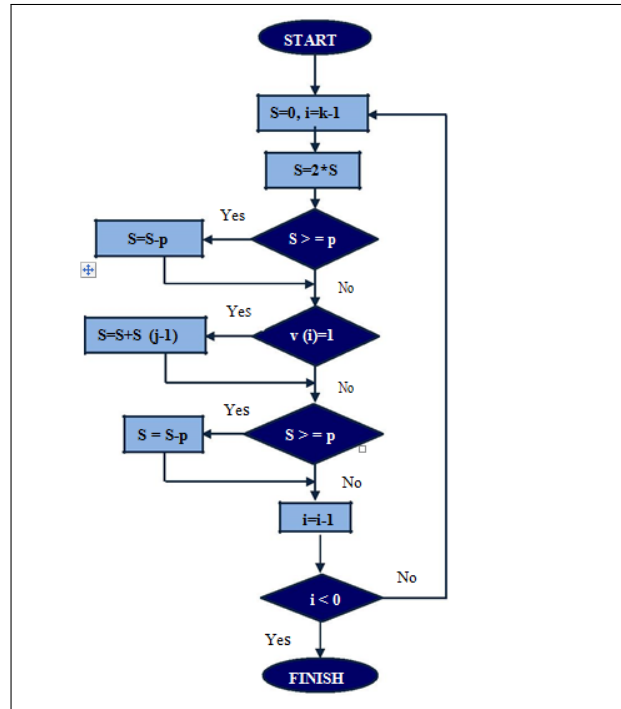 START
S=0, i=k-1
S=2*S
Yes
S=S-p
S > = p
No
Yes
S=S+S (j-1)
v (i)=1
No
Yes
S = S-p
S > = p
No
i=i-1
No
i < 0
Yes
FINISH